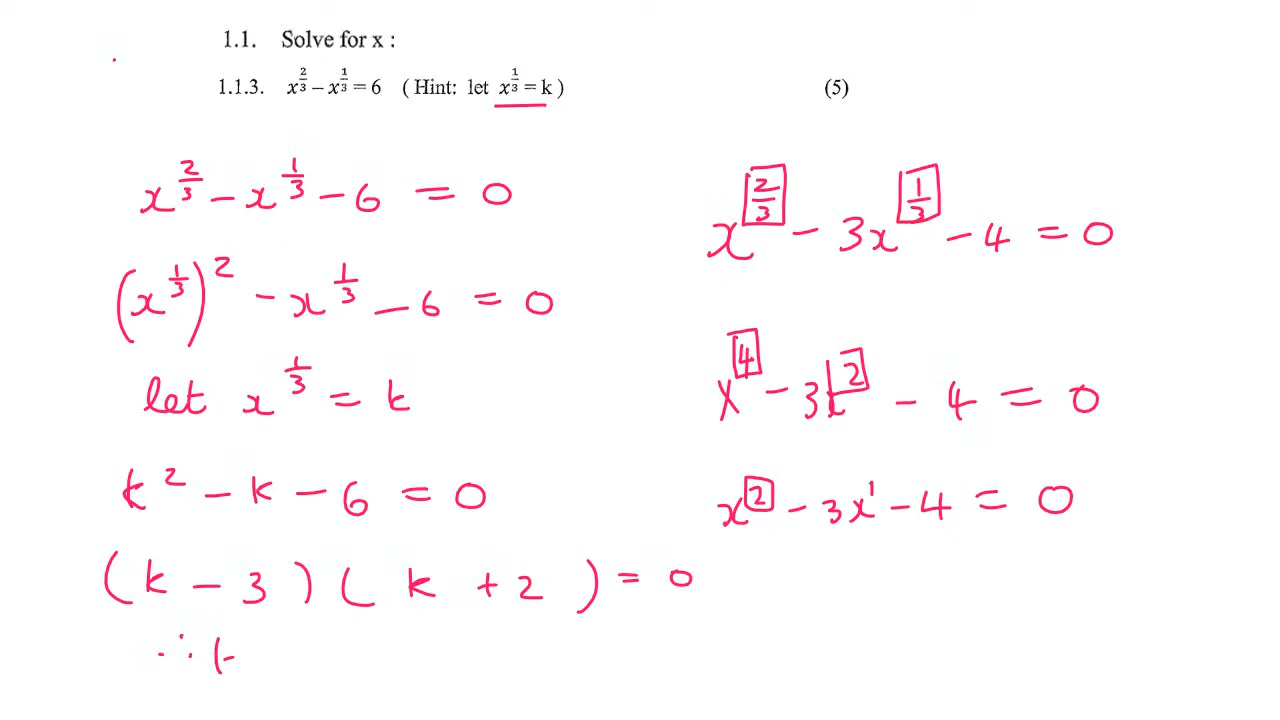 1.1. Solve for x :
1.1.3. x^(2/3) – x^(1/3) = 6 ( Hint: let x^(1/3) = k ) (5)
x^(2/3) - x^(1/3) - 6 = 0
(x^(1/3))^2 - x^(1/3) - 6 = 0
let x^(1/3) = k
k^2 - k - 6 = 0
(k - 3)(k + 2) = 0
∴
x^(2/3) - 3x^(1/3) - 4 = 0
x^4 - 3x^2 - 4 = 0
x^2 - 3x^1 - 4 = 0